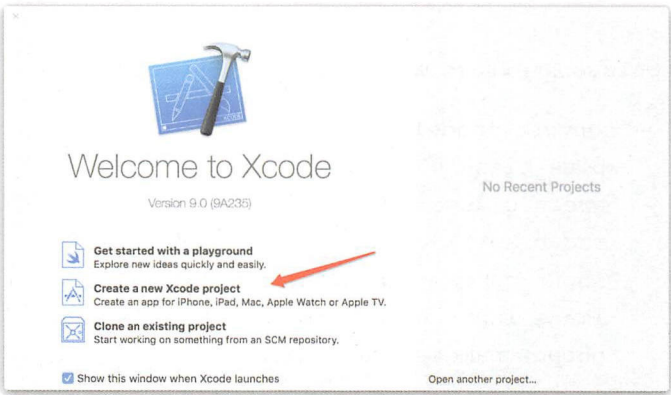 Welcome to Xcode
Version 9.0 (9A235)
No Recent Projects
Get started with a playground
Explore new ideas quickly and easily.
Create a new Xcode project
Create an app for iPhone, iPad, Mac, Apple Watch or Apple TV.
Clone an existing project
Start working on something from an SCM repository.
Show this window when Xcode launches
Open another project...